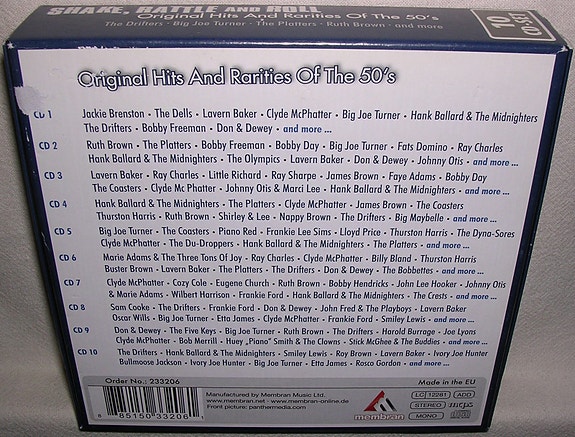 SHAKE, RATTLE AND ROLL
Original Hits And Rarities Of The 50's
The Drifters · Big Joe Turner · The Platters · Ruth Brown · and more
10
CD-SET
Original Hits And Rarities Of The 50's
CD 1 Jackie Brenston · The Dells · Lavern Baker · Clyde McPhatter · Big Joe Turner · Hank Ballard & The Midnighters
The Drifters · Bobby Freeman · Don & Dewey · and more ...
CD 2 Ruth Brown · The Platters · Bobby Freeman · Bobby Day · Big Joe Turner · Fats Domino · Ray Charles
Hank Ballard & The Midnighters · The Olympics · Lavern Baker · Don & Dewey · Johnny Otis · and more ...
CD 3 Lavern Baker · Ray Charles · Little Richard · Ray Sharpe · James Brown · Faye Adams · Bobby Day
The Coasters · Clyde Mc Phatter · Johnny Otis & Marci Lee · Hank Ballard & The Midnighters · and more ...
CD 4 Hank Ballard & The Midnighters · The Platters · Clyde McPhatter · James Brown · The Coasters
Thurston Harris · Ruth Brown · Shirley & Lee · Nappy Brown · The Drifters · Big Maybelle · and more ...
CD 5 Big Joe Turner · The Coasters · Piano Red · Frankie Lee Sims · Lloyd Price · Thurston Harris · The Dyna-Sores
Clyde McPhatter · The Du-Droppers · Hank Ballard & The Midnighters · The Platters · and more ...
CD 6 Marie Adams & The Three Tons Of Joy · Ray Charles · Clyde McPhatter · Billy Bland · Thurston Harris
Buster Brown · Lavern Baker · The Platters · The Drifters · Don & Dewey · The Bobbettes · and more ...
CD 7 Clyde McPhatter · Cozy Cole · Eugene Church · Ruth Brown · Bobby Hendricks · John Lee Hooker · Johnny Otis
& Marie Adams · Wilbert Harrison · Frankie Ford · Hank Ballard & The Midnighters · The Crests · and more ...
CD 8 Sam Cooke · The Drifters · Frankie Ford · Don & Dewey · John Fred & The Playboys · Lavern Baker
Oscar Wills · Big Joe Turner · Etta James · Clyde McPhatter · Frankie Ford · Smiley Lewis · and more ...
CD 9 Don & Dewey · The Five Keys · Big Joe Turner · Ruth Brown · The Drifters · Harold Burrage · Joe Lyons
Clyde McPhatter · Bob Merrill · Huey „Piano" Smith & The Clowns · Stick McGhee & The Buddies · and more ...
CD 10 The Drifters · Hank Ballard & The Midnighters · Smiley Lewis · Roy Brown · Lavern Baker · Ivory Joe Hunter
Bullmoose Jackson · Ivory Joe Hunter · Big Joe Turner · Etta James · Rosco Gordon · and more ...
Order No.: 233206
Made in the EU
8 85150 33206
Manufactured by Membran Music Ltd.
www.membran.net · www.membran-online.de
Front picture: panthermedia.com
membran
LC 12281
ADD
STEREO
MONO